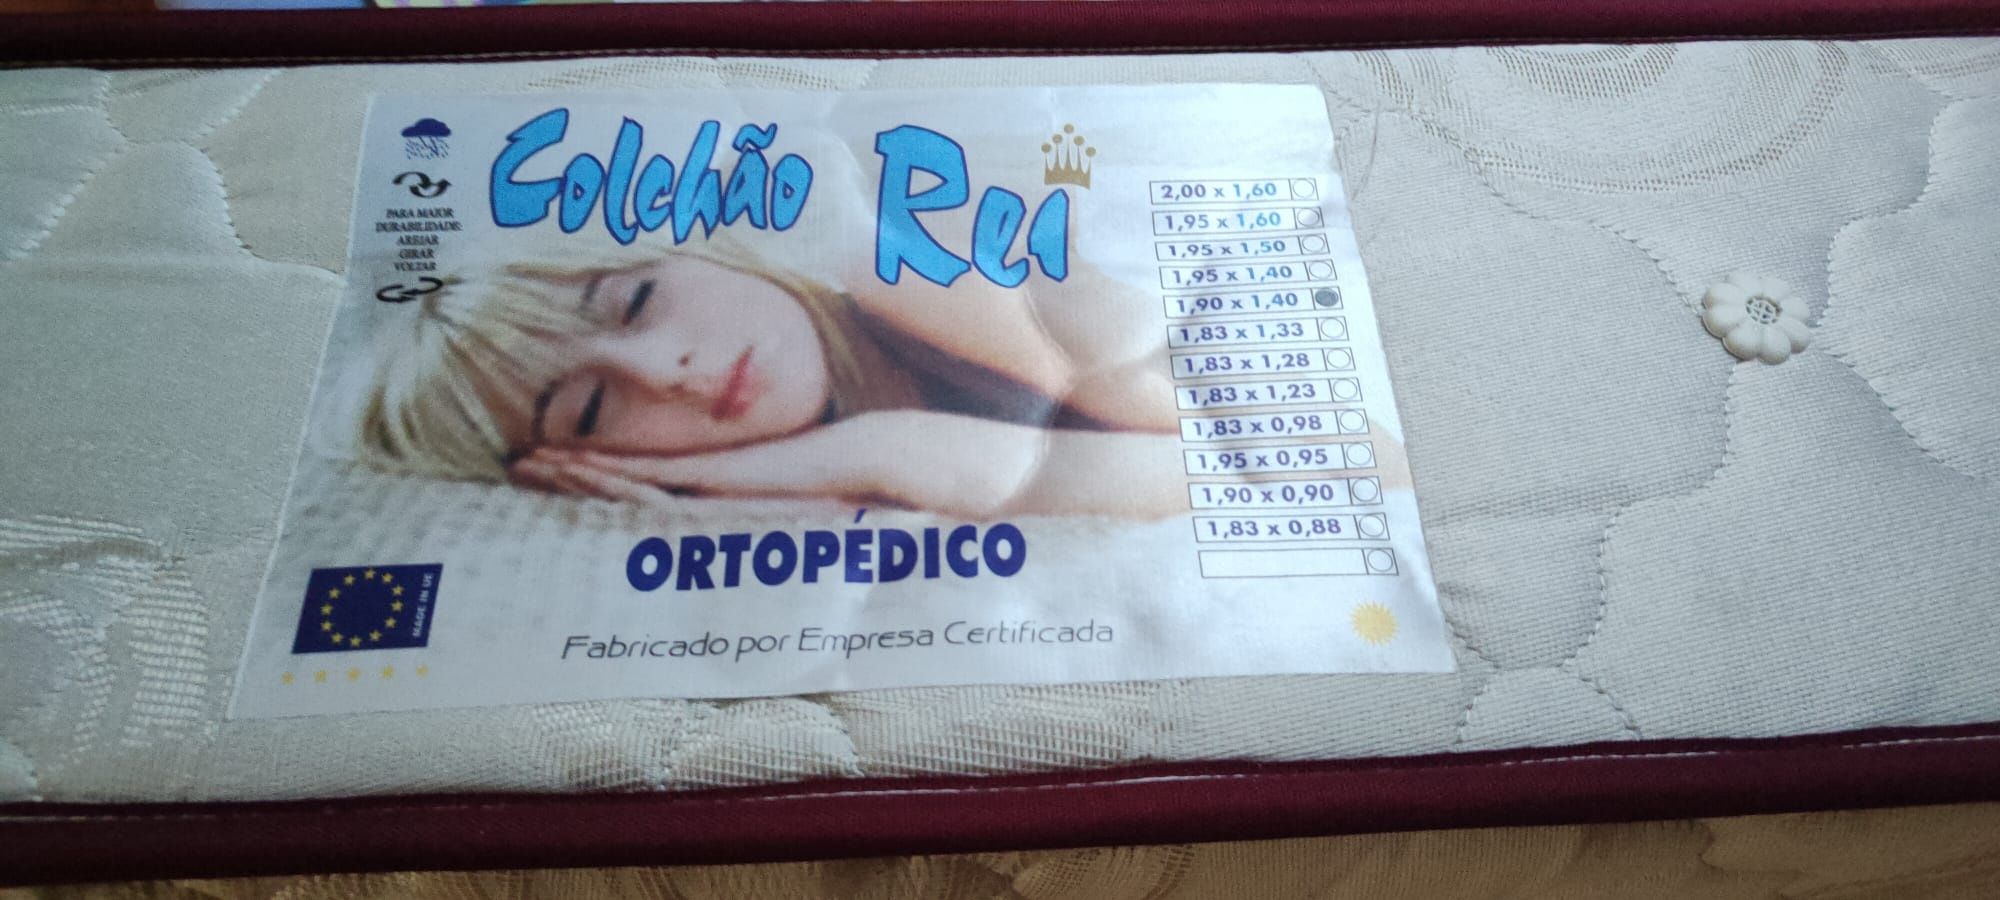 Colchão Rei
PARA MAIOR
DURABILIDADE:
AREJAR
GIRAR
VOLTAR
2,00 x 1,60
1,95 x 1,60
1,95 x 1,50
1,95 x 1,40
1,90 x 1,40
1,83 x 1,33
1,83 x 1,28
1,83 x 1,23
1,83 x 0,98
1,95 x 0,95
1,90 x 0,90
1,83 x 0,88
ORTOPÉDICO
MADE IN UE
Fabricado por Empresa Certificada